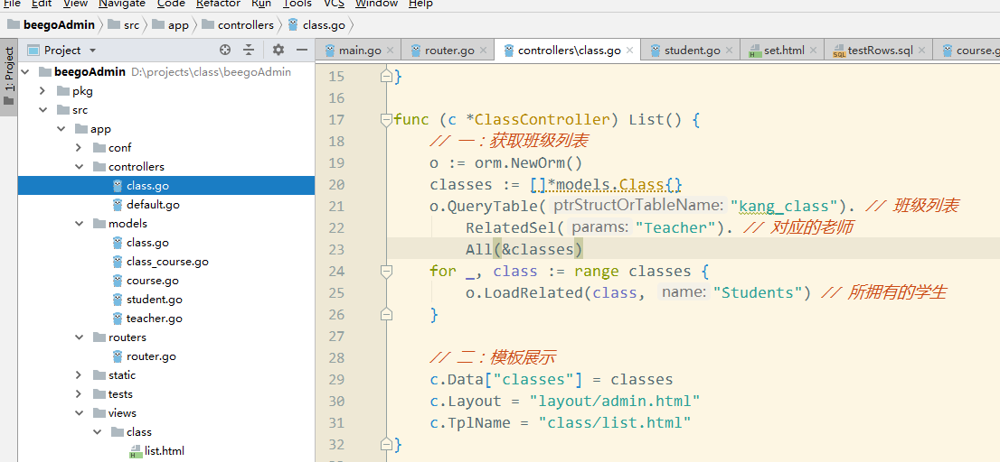 File Edit View Navigate Code Analyze Refactor Run Tools VCS Window Help
beegoAdmin src app controllers class.go
1: Project
Project
main.go router.go controllers\class.go student.go set.html testRows.sql course.g
beegoAdmin D:\projects\class\beegoAdmin
pkg
src
app
conf
controllers
class.go
default.go
models
class.go
class_course.go
course.go
student.go
teacher.go
routers
router.go
static
tests
views
class
list.html
15 }
16
17 func (c *ClassController) List() {
18 // 一：获取班级列表
19 o := orm.NewOrm()
20 classes := []*models.Class{}
21 o.QueryTable( ptrStructOrTableName: "kang_class"). // 班级列表
22 RelatedSel( params: "Teacher"). // 对应的老师
23 All(&classes)
24 for _, class := range classes {
25 o.LoadRelated(class, name: "Students") // 所拥有的学生
26 }
27
28 // 二：模板展示
29 c.Data["classes"] = classes
30 c.Layout = "layout/admin.html"
31 c.TplName = "class/list.html"
32 }